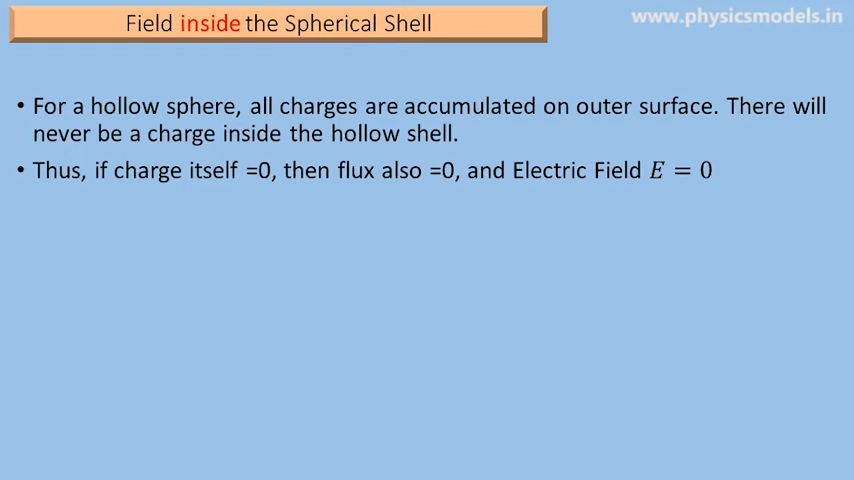 www.physicsmodels.in
Field inside the Spherical Shell
• For a hollow sphere, all charges are accumulated on outer surface. There will
never be a charge inside the hollow shell.
• Thus, if charge itself =0, then flux also =0, and Electric Field E = 0